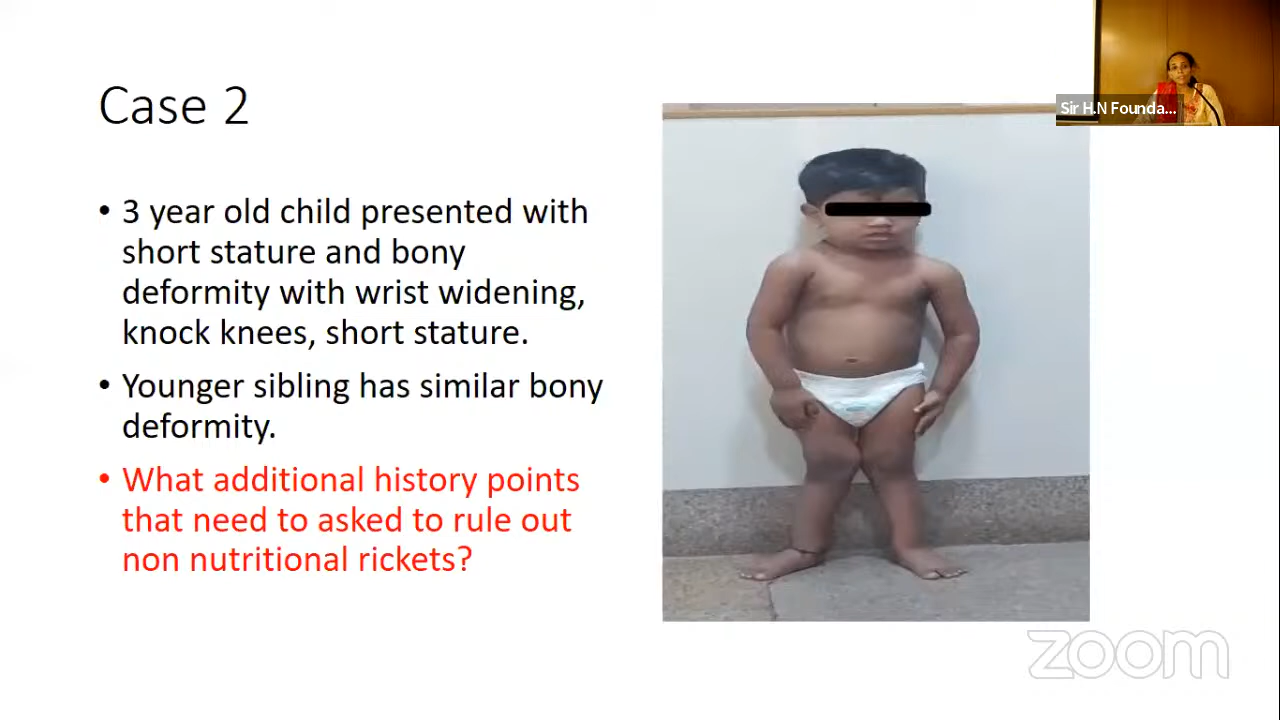 Case 2
• 3 year old child presented with
short stature and bony
deformity with wrist widening,
knock knees, short stature.
• Younger sibling has similar bony
deformity.
• What additional history points
that need to asked to rule out
non nutritional rickets?
Sir H.N Founda...
zoom